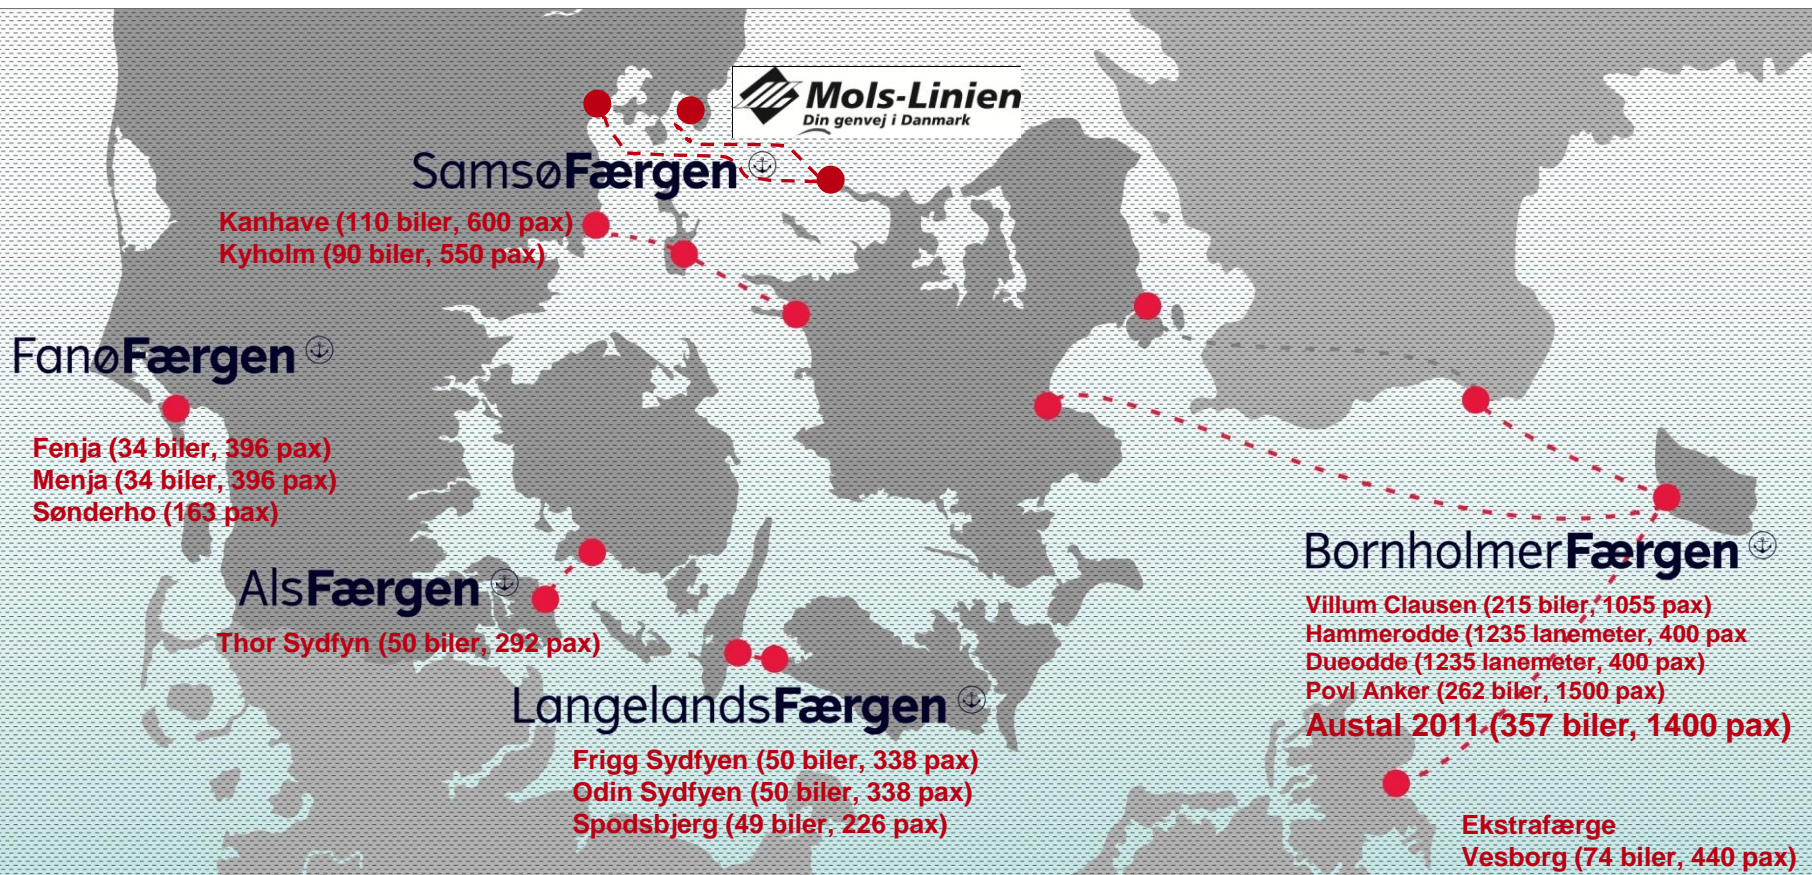 Mols-Linien
Din genvej i Danmark
SamsøFærgen
Kanhave (110 biler, 600 pax)
Kyholm (90 biler, 550 pax)
FanøFærgen
Fenja (34 biler, 396 pax)
Menja (34 biler, 396 pax)
Sønderho (163 pax)
AlsFærgen
Thor Sydfyn (50 biler, 292 pax)
LangelandsFærgen
Frigg Sydfyen (50 biler, 338 pax)
Odin Sydfyen (50 biler, 338 pax)
Spodsbjerg (49 biler, 226 pax)
BornholmerFærgen
Villum Clausen (215 biler, 1055 pax)
Hammerodde (1235 lanemeter, 400 pax
Dueodde (1235 lanemeter, 400 pax)
Povl Anker (262 biler, 1500 pax)
Austal 2011 (357 biler, 1400 pax)
Ekstrafærge
Vesborg (74 biler, 440 pax)